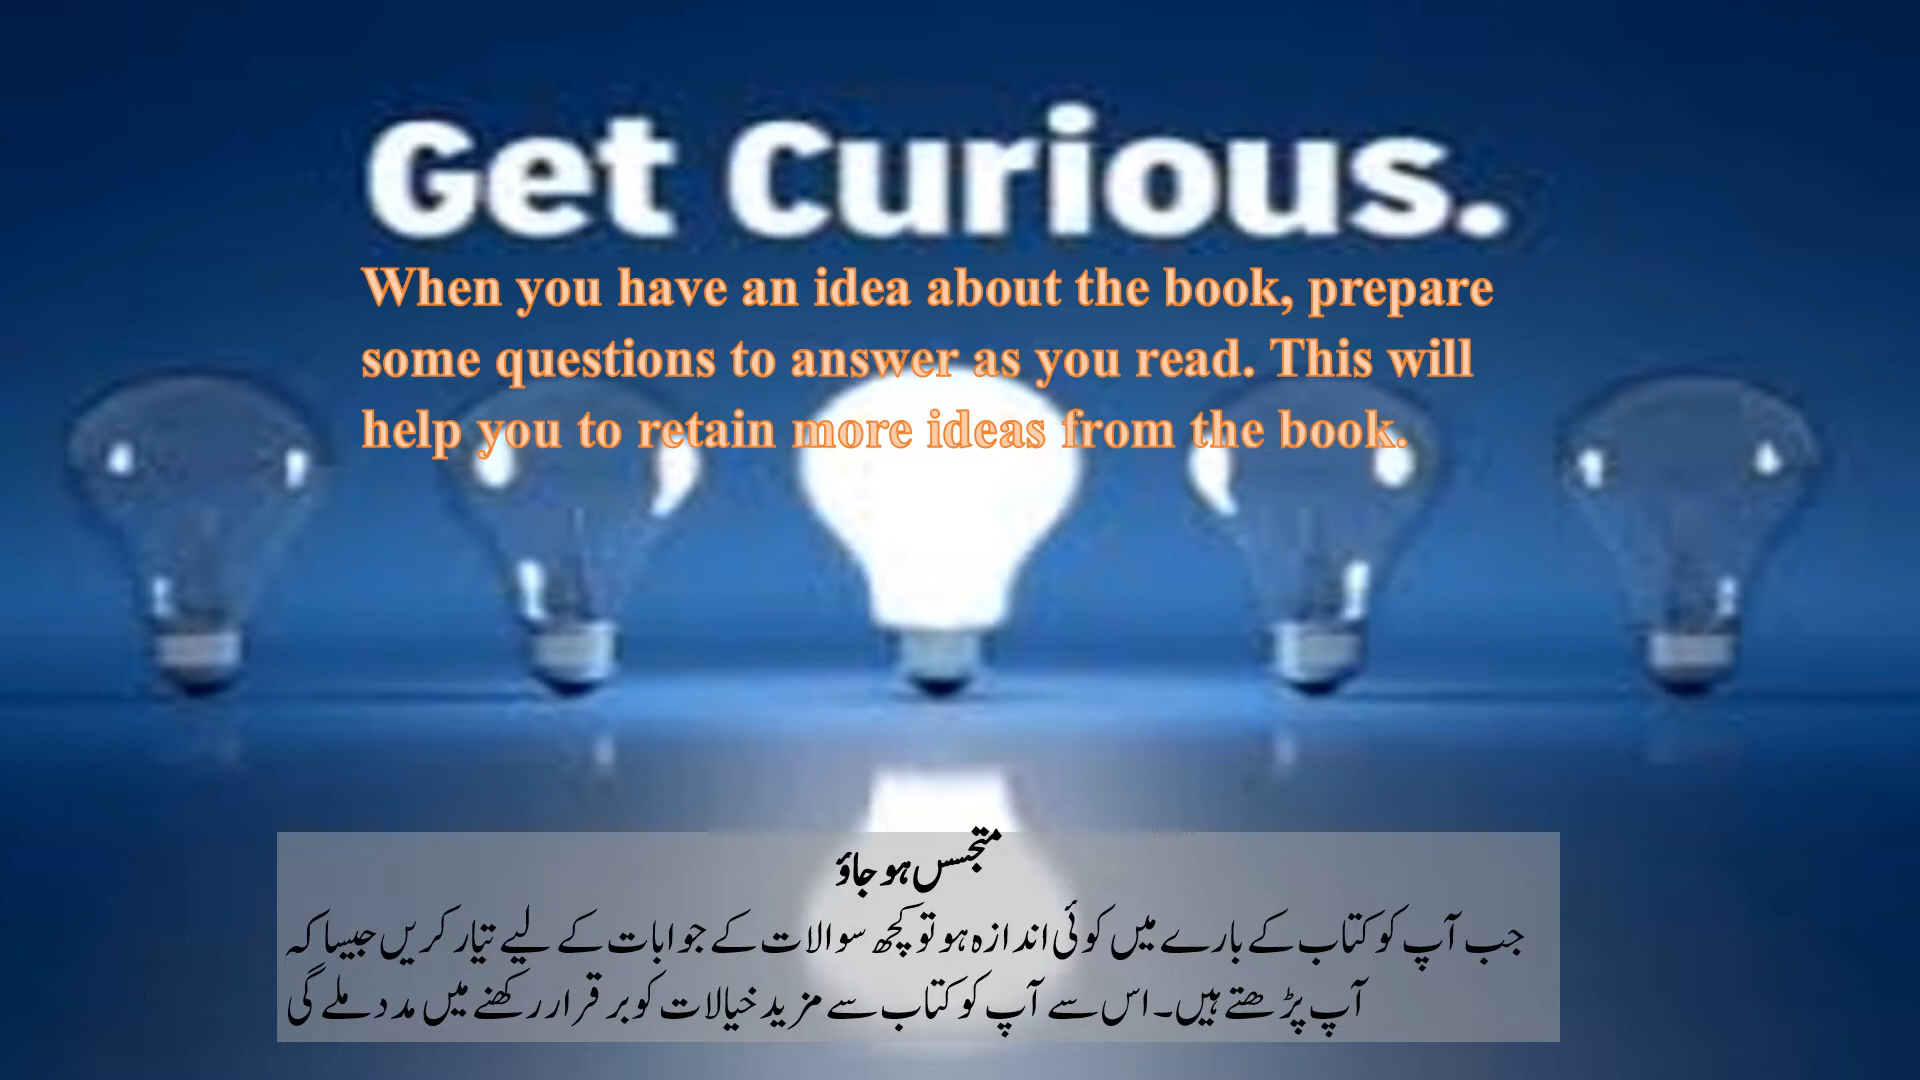 Get Curious.
When you have an idea about the book, prepare
some questions to answer as you read. This will
help you to retain more ideas from the book.
متجسس ہو جاؤ
جب آپ کو کتاب کے بارے میں کوئی اندازہ ہو تو کچھ سوالات کے جوابات کے لیے تیار کریں جیسا کہ
آپ پڑھتے ہیں۔ اس سے آپ کو کتاب سے مزید خیالات کو برقرار رکھنے میں مدد ملے گی